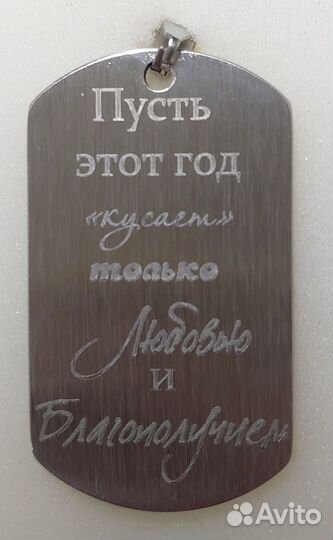 Пусть
этот год
«кусает»
только
Любовью
и
Благополучием
Avito